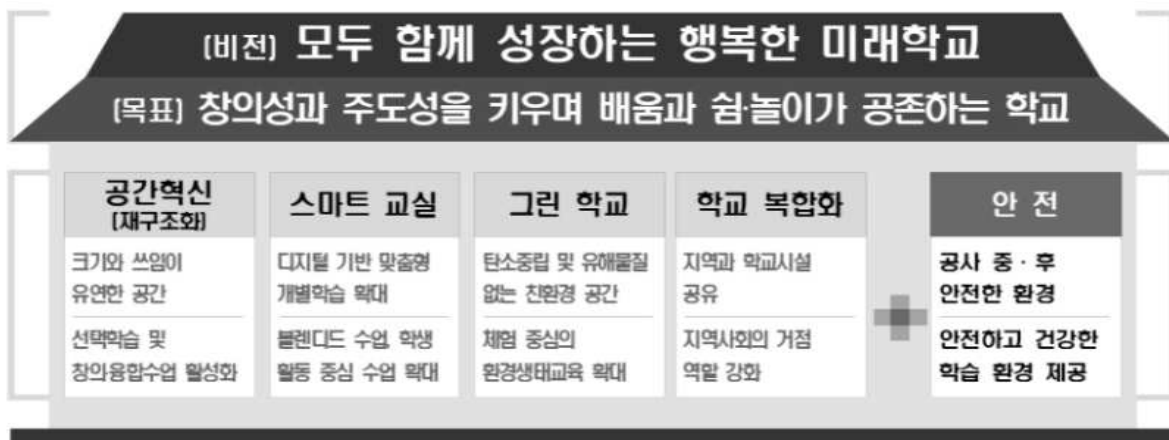 (비전) 모두 함께 성장하는 행복한 미래학교
(목표) 창의성과 주도성을 키우며 배움과 쉼·놀이가 공존하는 학교
공간혁신
(재구조화)
크기와 쓰임이
유연한 공간
선택학습 및
창의융합수업 활성화
스마트 교실
디지털 기반 맞춤형
개별학습 확대
블렌디드 수업, 학생
활동 중심 수업 확대
그린 학교
탄소중립 및 유해물질
없는 친환경 공간
체험 중심의
환경생태교육 확대
학교 복합화
지역과 학교시설
공유
지역사회의 거점
역할 강화
안 전
공사 중 · 후
안전한 환경
안전하고 건강한
학습 환경 제공